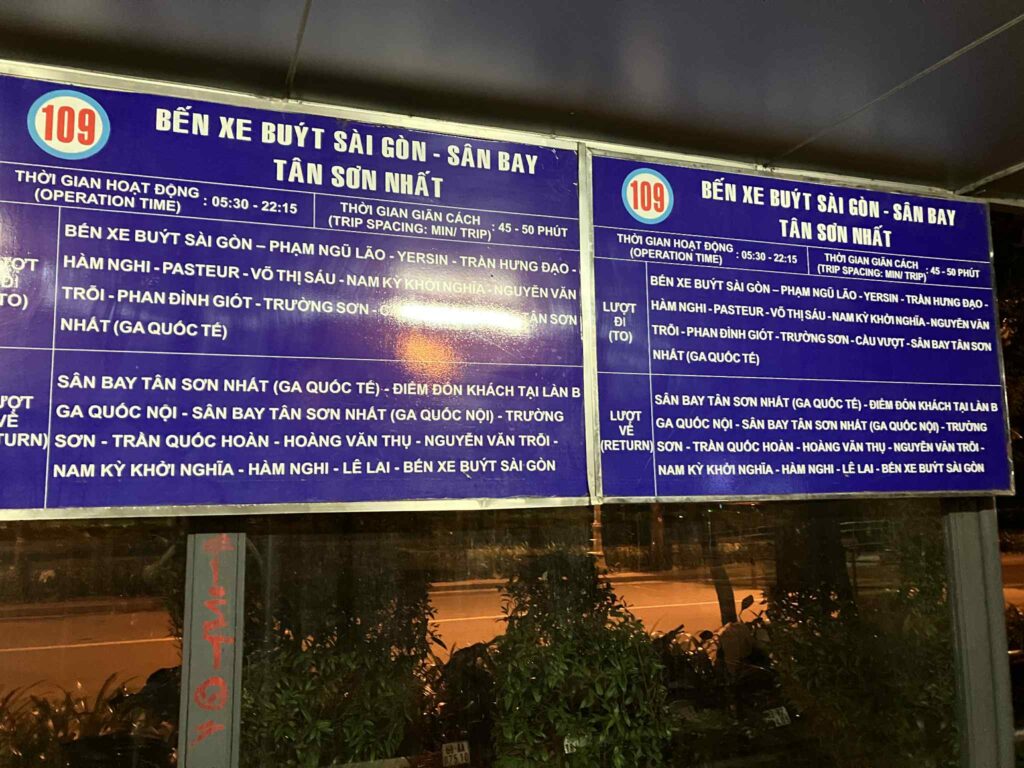 109
BẾN XE BUÝT SÀI GÒN - SÂN BAY
TÂN SƠN NHẤT
THỜI GIAN HOẠT ĐỘNG
(OPERATION TIME) : 05:30 - 22:15
THỜI GIAN GIÃN CÁCH
(TRIP SPACING: MIN/ TRIP) : 45 - 50 PHÚT
ĐI
TO)
BẾN XE BUÝT SÀI GÒN – PHẠM NGŨ LÃO - YERSIN - TRẦN HƯNG ĐẠO -
HÀM NGHI - PASTEUR - VÕ THỊ SÁU - NAM KỲ KHỞI NGHĨA - NGUYỄN VĂN
TRỖI - PHAN ĐÌNH GIÓT - TRƯỜNG SƠN - TÂN SƠN
NHẤT (GA QUỐC TẾ)
VỀ
TURN)
SÂN BAY TÂN SƠN NHẤT (GA QUỐC TẾ) - ĐIỂM ĐÓN KHÁCH TẠI LÀN B
GA QUỐC NỘI - SÂN BAY TÂN SƠN NHẤT (GA QUỐC NỘI) - TRƯỜNG
SƠN - TRẦN QUỐC HOÀN - HOÀNG VĂN THỤ - NGUYỄN VĂN TRỖI -
NAM KỲ KHỞI NGHĨA - HÀM NGHI - LÊ LAI - BẾN XE BUÝT SÀI GÒN
109
BẾN XE BUÝT SÀI GÒN - SÂN BAY
TÂN SƠN NHẤT
THỜI GIAN HOẠT ĐỘNG
(OPERATION TIME) : 05:30 - 22:15
THỜI GIAN GIÃN CÁCH
(TRIP SPACING: MIN/ TRIP) : 45 - 50 PHÚT
LƯỢT
ĐI
(TO)
BẾN XE BUÝT SÀI GÒN - PHẠM NGŨ LÃO - YERSIN - TRẦN HƯNG ĐẠO -
HÀM NGHI - PASTEUR - VÕ THỊ SÁU - NAM KỲ KHỞI NGHĨA - NGUYỄN VĂN
TRỖI - PHAN ĐÌNH GIÓT - TRƯỜNG SƠN - CẦU VƯỢT - SÂN BAY TÂN SƠN
NHẤT (GA QUỐC TẾ)
LƯỢT
VỀ
(RETURN)
SÂN BAY TÂN SƠN NHẤT (GA QUỐC TẾ) - ĐIỂM ĐÓN KHÁCH TẠI LÀN B
GA QUỐC NỘI - SÂN BAY TÂN SƠN NHẤT (GA QUỐC NỘI) - TRƯỜNG
SƠN - TRẦN QUỐC HOÀN - HOÀNG VĂN THỤ - NGUYỄN VĂN TRỖI -
NAM KỲ KHỞI NGHĨA - HÀM NGHI - LÊ LAI - BẾN XE BUÝT SÀI GÒN